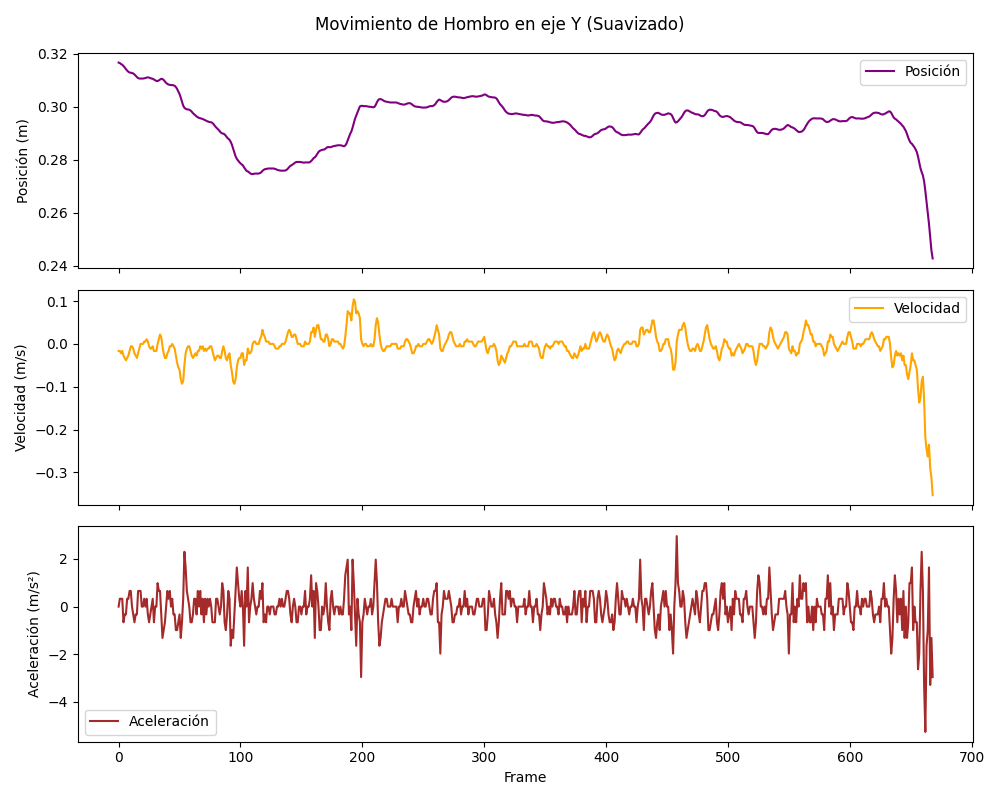 Movimiento de Hombro en eje Y (Suavizado)
0.32
0.30
0.28
0.26
0.24
Posición (m)
Posición
0.1
0.0
−0.1
−0.2
−0.3
Velocidad (m/s)
Velocidad
2
0
−2
−4
Aceleración (m/s²)
Aceleración
0 100 200 300 400 500 600 700
Frame